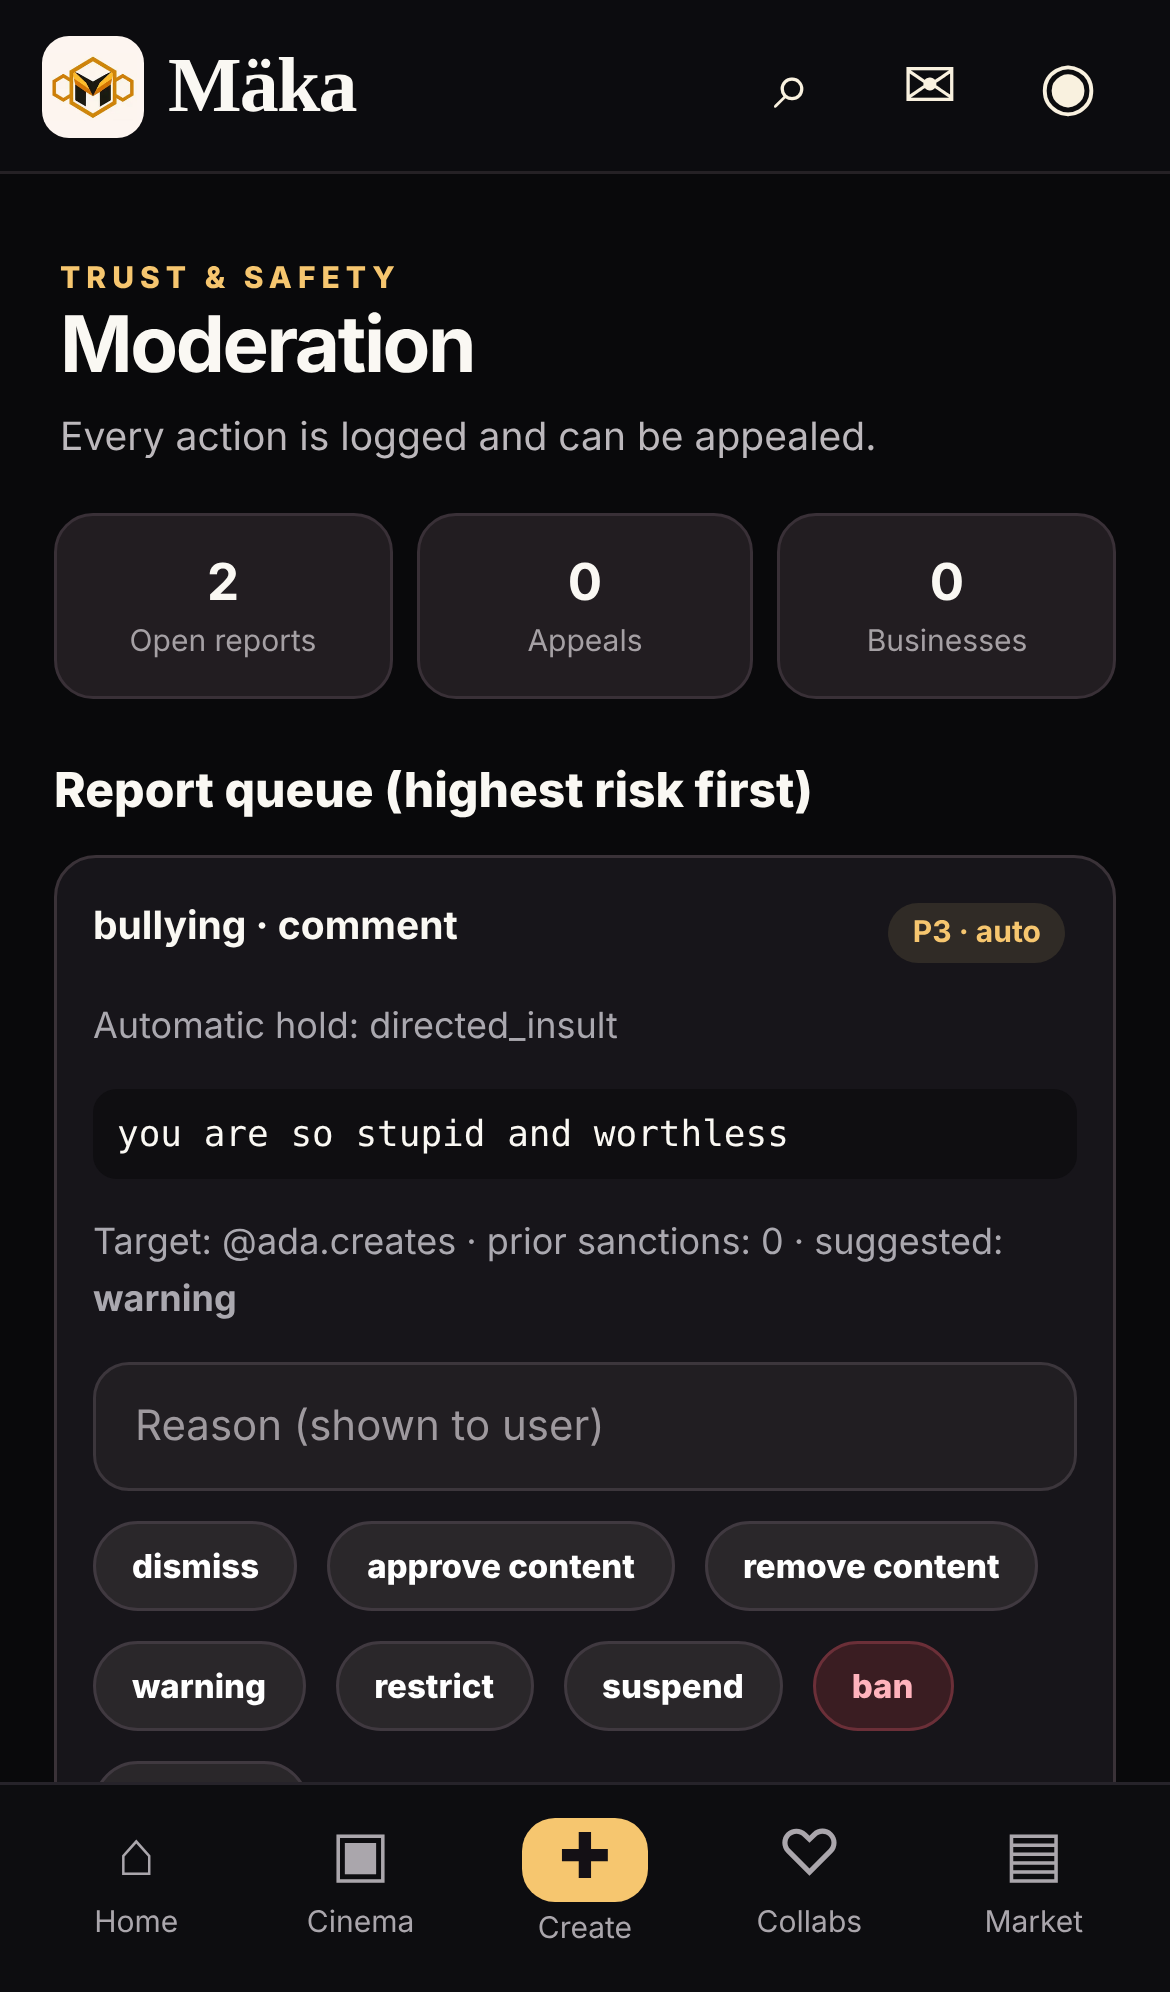 Mäka
TRUST & SAFETY
Moderation
Every action is logged and can be appealed.
2
Open reports
0
Appeals
0
Businesses
Report queue (highest risk first)
bullying · comment
P3 · auto
Automatic hold: directed_insult
you are so stupid and worthless
Target: @ada.creates · prior sanctions: 0 · suggested:
warning
Reason (shown to user)
dismiss
approve content
remove content
warning
restrict
suspend
ban
Home
Cinema
Create
Collabs
Market